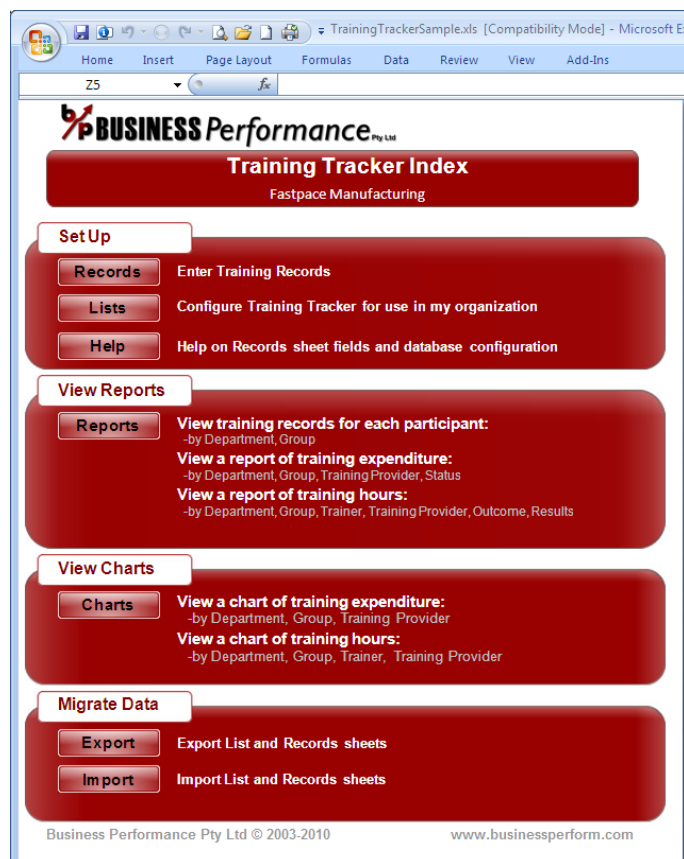 TrainingTrackerSample.xls [Compatibility Mode] - Microsoft E
Home Insert Page Layout Formulas Data Review View Add-Ins
Z5 fx
b/p BUSINESS Performance Pty Ltd
Training Tracker Index
Fastpace Manufacturing
Set Up
Records Enter Training Records
Lists Configure Training Tracker for use in my organization
Help Help on Records sheet fields and database configuration
View Reports
Reports View training records for each participant:
-by Department, Group
View a report of training expenditure:
-by Department, Group, Training Provider, Status
View a report of training hours:
-by Department, Group, Trainer, Training Provider, Outcome, Results
View Charts
Charts View a chart of training expenditure:
-by Department, Group, Training Provider
View a chart of training hours:
-by Department, Group, Trainer, Training Provider
Migrate Data
Export Export List and Records sheets
Import Import List and Records sheets
Business Performance Pty Ltd © 2003-2010 www.businessperform.com